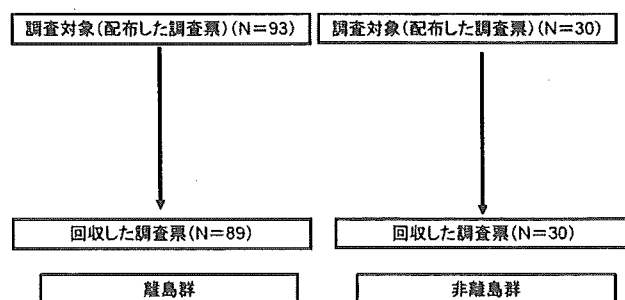 調査対象(配布した調査票)(N=93)
調査対象(配布した調査票)(N=30)
回収した調査票(N=89)
回収した調査票(N=30)
離島群
非離島群